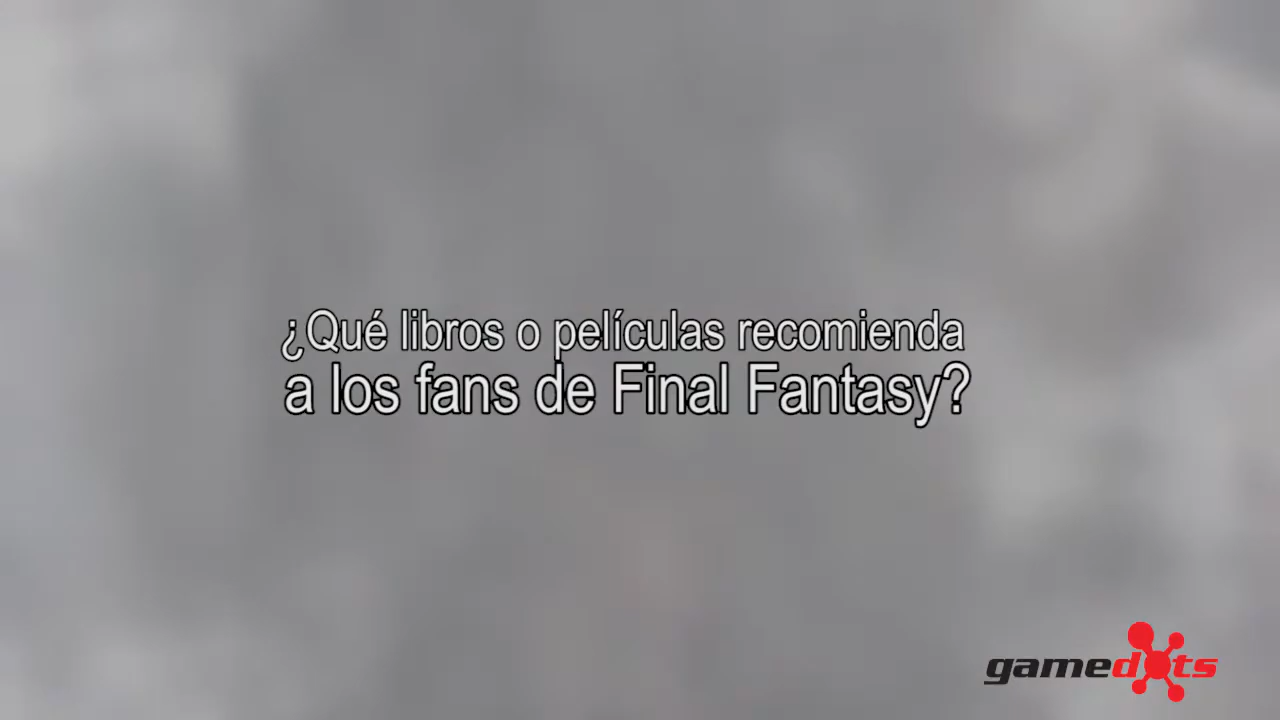 ¿Qué libros o películas recomienda
a los fans de Final Fantasy?
gamedots